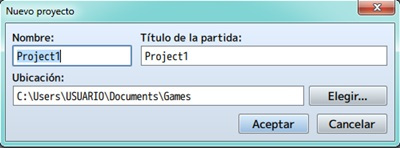 Nuevo proyecto
Nombre: Título de la partida:
Project1 Project1
Ubicación:
C:\Users\USUARIO\Documents\Games Elegir...
Aceptar Cancelar